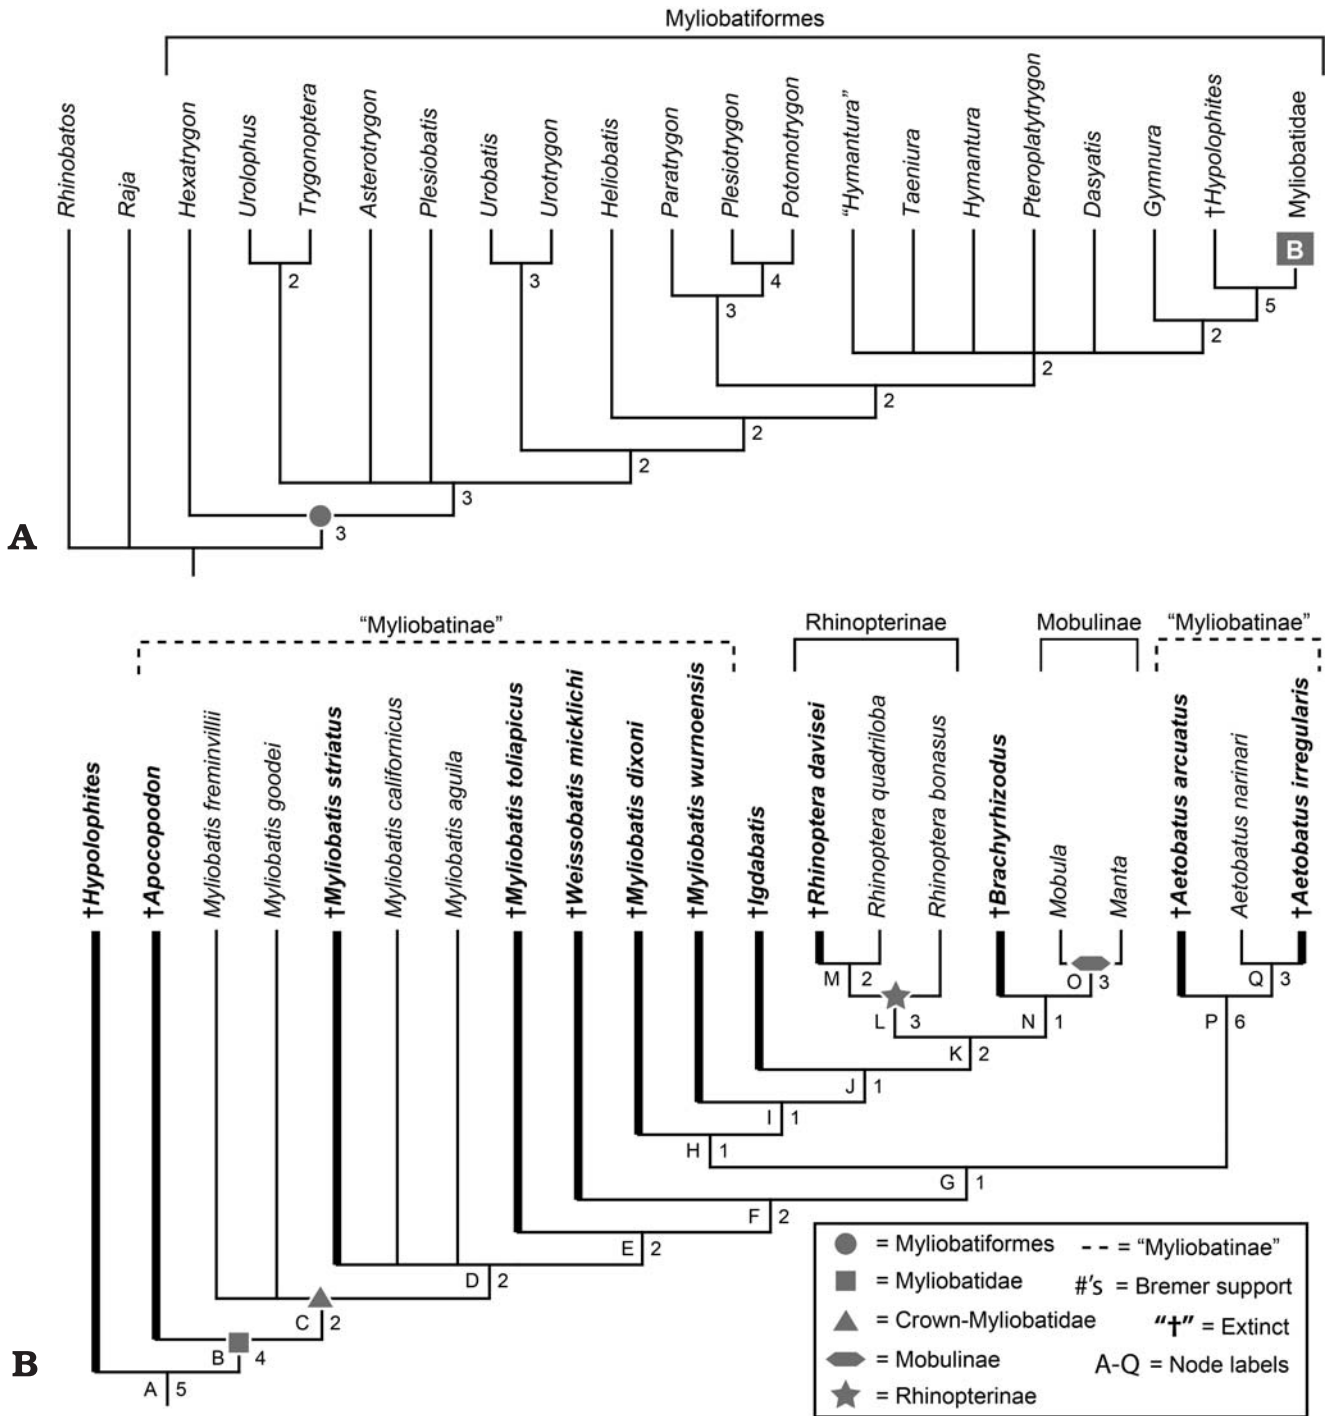 Myliobatiformes
Rhinobatos
Raja
Hexatrygon
Urolophus
Trygonoptera
Asterotrygon
Plesiobatis
Urobatis
Urotrygon
Heliobatis
Paratrygon
Plesiotrygon
Potomotrygon
“Hymantura”
Taeniura
Hymantura
Pteroplatytrygon
Dasyatis
Gymnura
†Hypolophites
Myliobatidae
B
2
3
4
3
5
2
2
2
2
2
3
3
A
“Myliobatinae”
Rhinopterinae
Mobulinae
“Myliobatinae”
†Hypolophites
†Apocopodon
Myliobatis freminvillii
Myliobatis goodei
†Myliobatis striatus
Myliobatis californicus
Myliobatis aguila
†Myliobatis toliapicus
†Weissobatis micklichi
†Myliobatis dixoni
†Myliobatis wurnoensis
†Igdabatis
†Rhinoptera davisei
Rhinoptera quadriloba
Rhinoptera bonasus
†Brachyrhizodus
Mobula
Manta
†Aetobatus arcuatus
Aetobatus narinari
†Aetobatus irregularis
M 2
O 3
Q 3
L 3
N 1
P 6
K 2
J 1
I 1
H 1
G 1
F 2
E 2
D 2
C 2
B 4
A 5
B
= Myliobatiformes
= Myliobatidae
= Crown-Myliobatidae
= Mobulinae
= Rhinopterinae
-- = “Myliobatinae”
#'s = Bremer support
“†” = Extinct
A-Q = Node labels